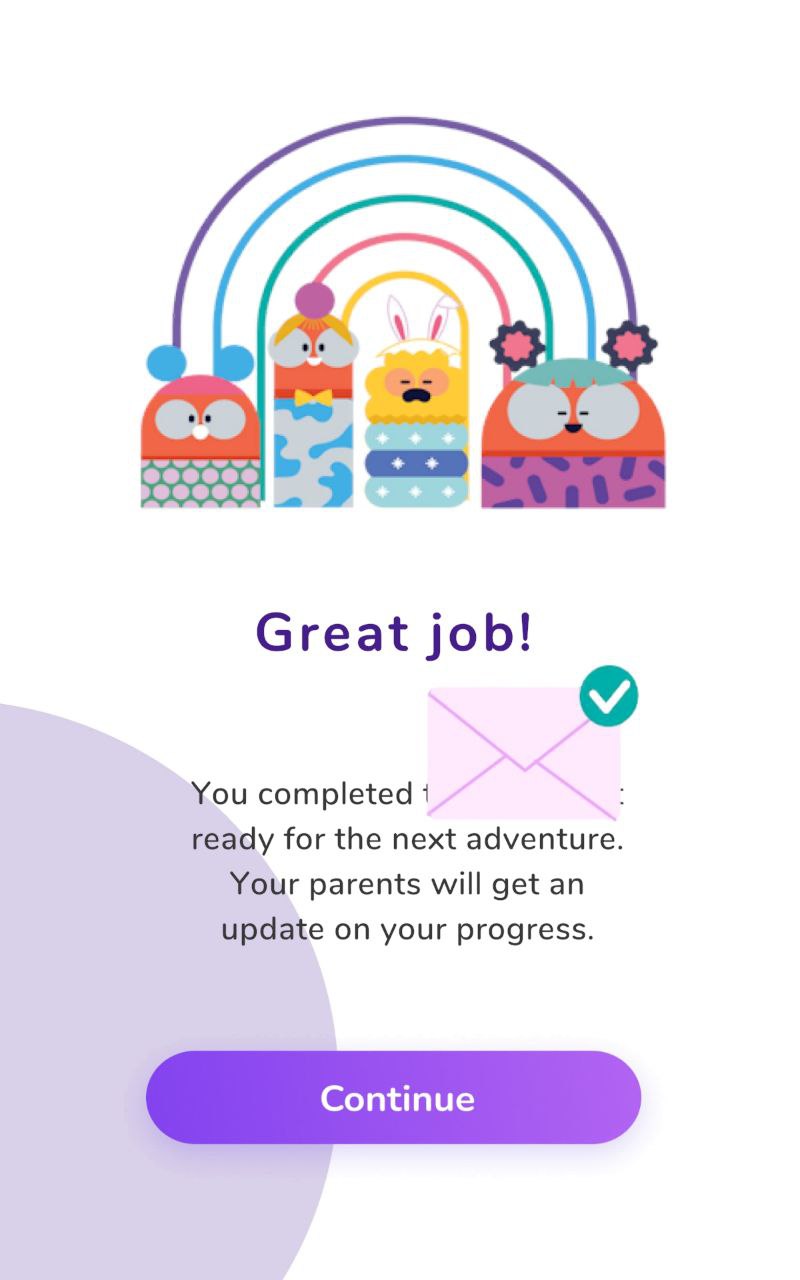 Great job!
You completed
ready for the next adventure.
Your parents will get an
update on your progress.
Continue